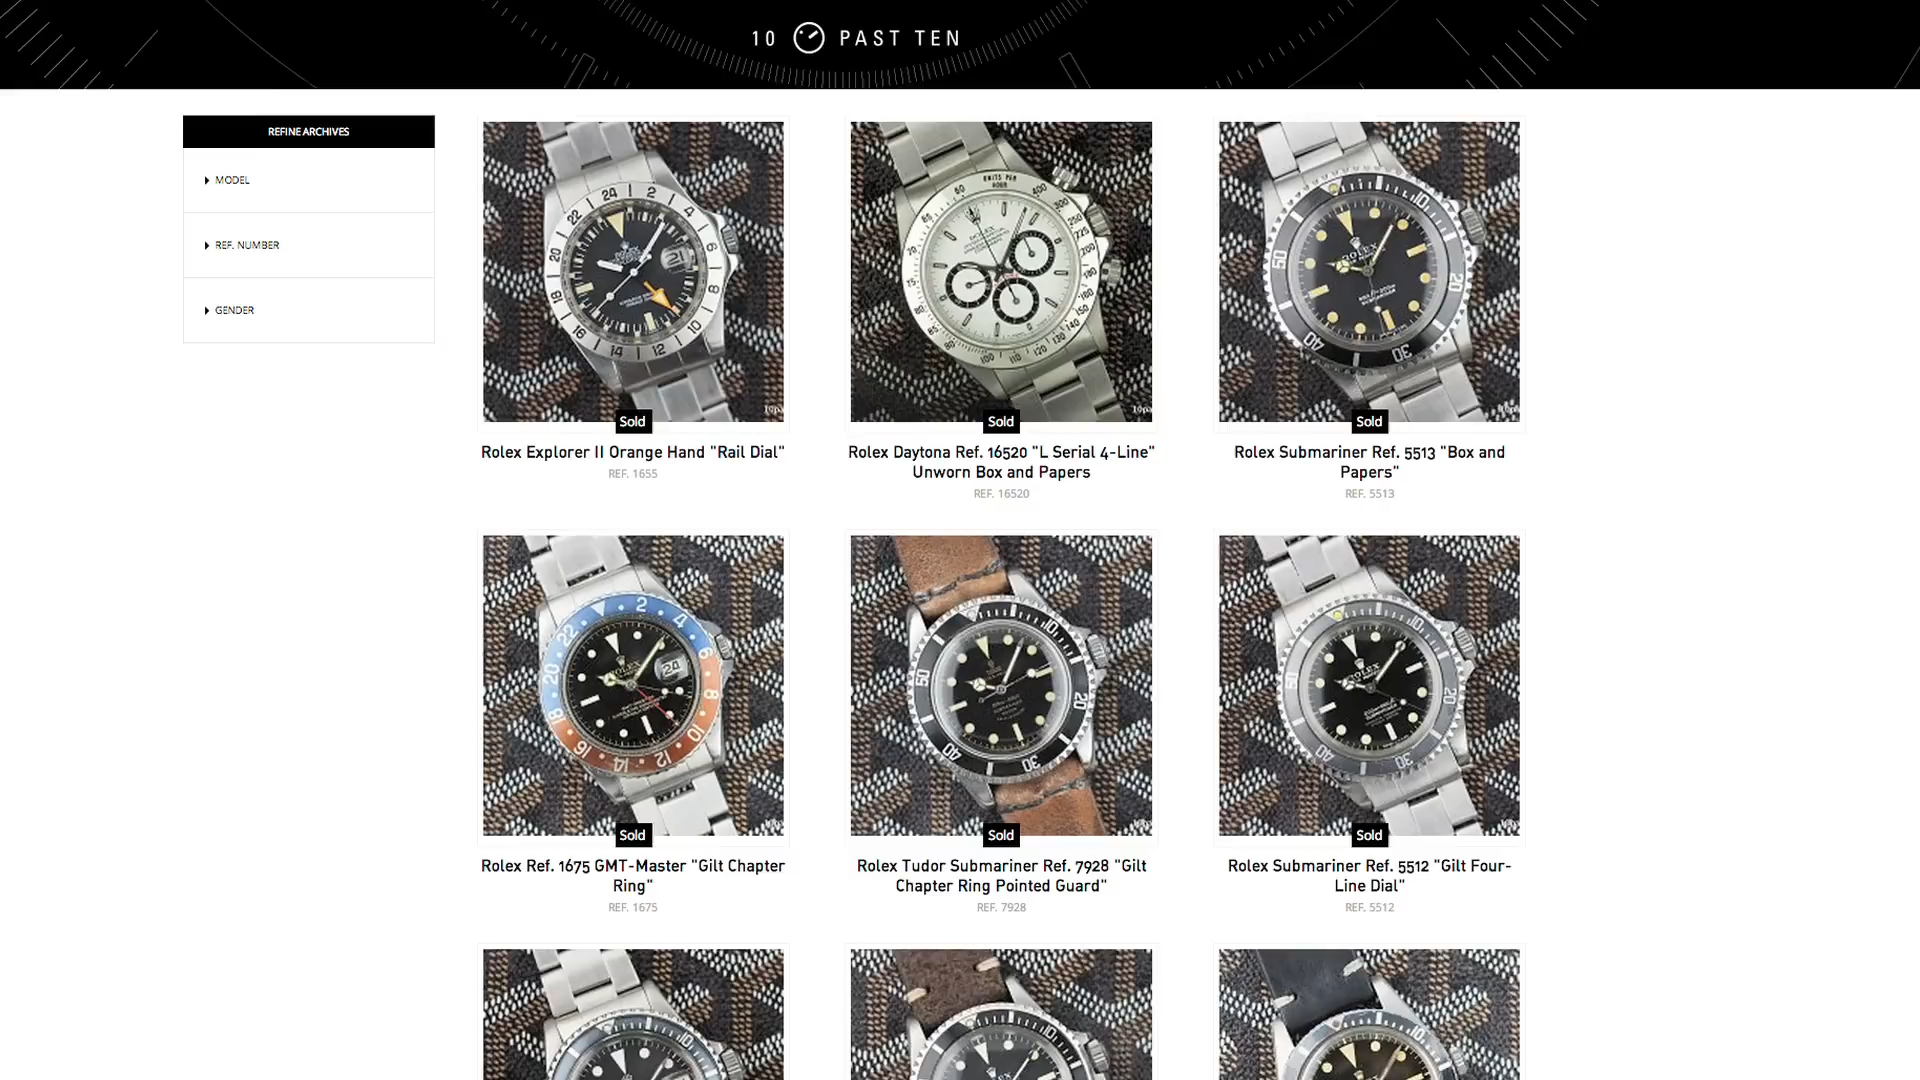 10 PAST TEN
REFINE ARCHIVES
MODEL
REF. NUMBER
GENDER
Sold
Rolex Explorer II Orange Hand "Rail Dial"
REF. 1655
Sold
Rolex Daytona Ref. 16520 "L Serial 4-Line"
Unworn Box and Papers
REF. 16520
Sold
Rolex Submariner Ref. 5513 "Box and
Papers"
REF. 5513
Sold
Rolex Ref. 1675 GMT-Master "Gilt Chapter
Ring"
REF. 1675
Sold
Rolex Tudor Submariner Ref. 7928 "Gilt
Chapter Ring Pointed Guard"
REF. 7928
Sold
Rolex Submariner Ref. 5512 "Gilt Four-
Line Dial"
REF. 5512